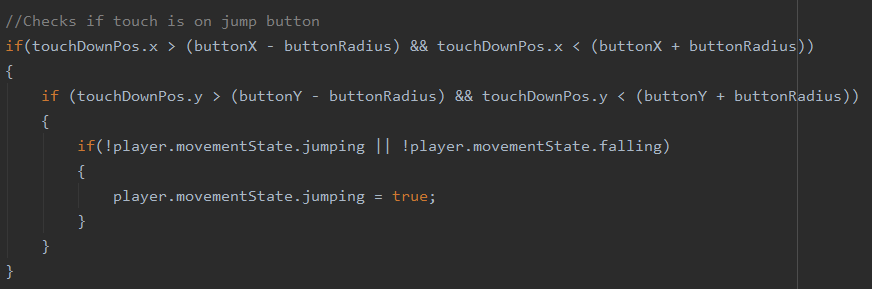 //Checks if touch is on jump button
if(touchDownPos.x > (buttonX - buttonRadius) && touchDownPos.x < (buttonX + buttonRadius))
{
if (touchDownPos.y > (buttonY - buttonRadius) && touchDownPos.y < (buttonY + buttonRadius))
{
if(!player.movementState.jumping || !player.movementState.falling)
{
player.movementState.jumping = true;
}
}
}